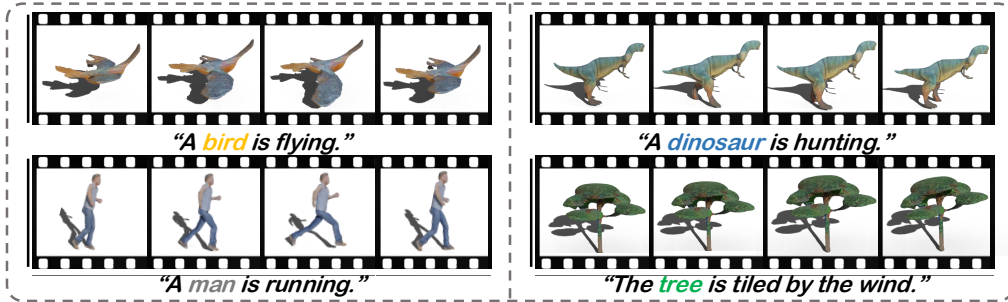 “A bird is flying.”
“A dinosaur is hunting.”
“A man is running.”
“The tree is tiled by the wind.”